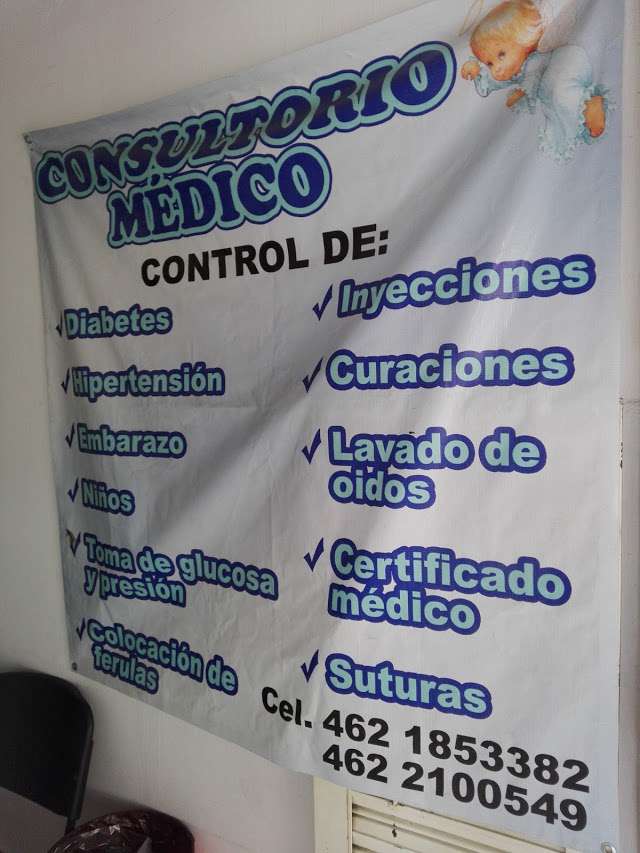 CONSULTORIO
MÉDICO
CONTROL DE:
Diabetes
Hipertensión
Embarazo
Niños
Toma de glucosa
y presión
Colocación de
ferulas
Inyecciones
Curaciones
Lavado de
oidos
Certificado
médico
Suturas
Cel. 462 1853382
462 2100549